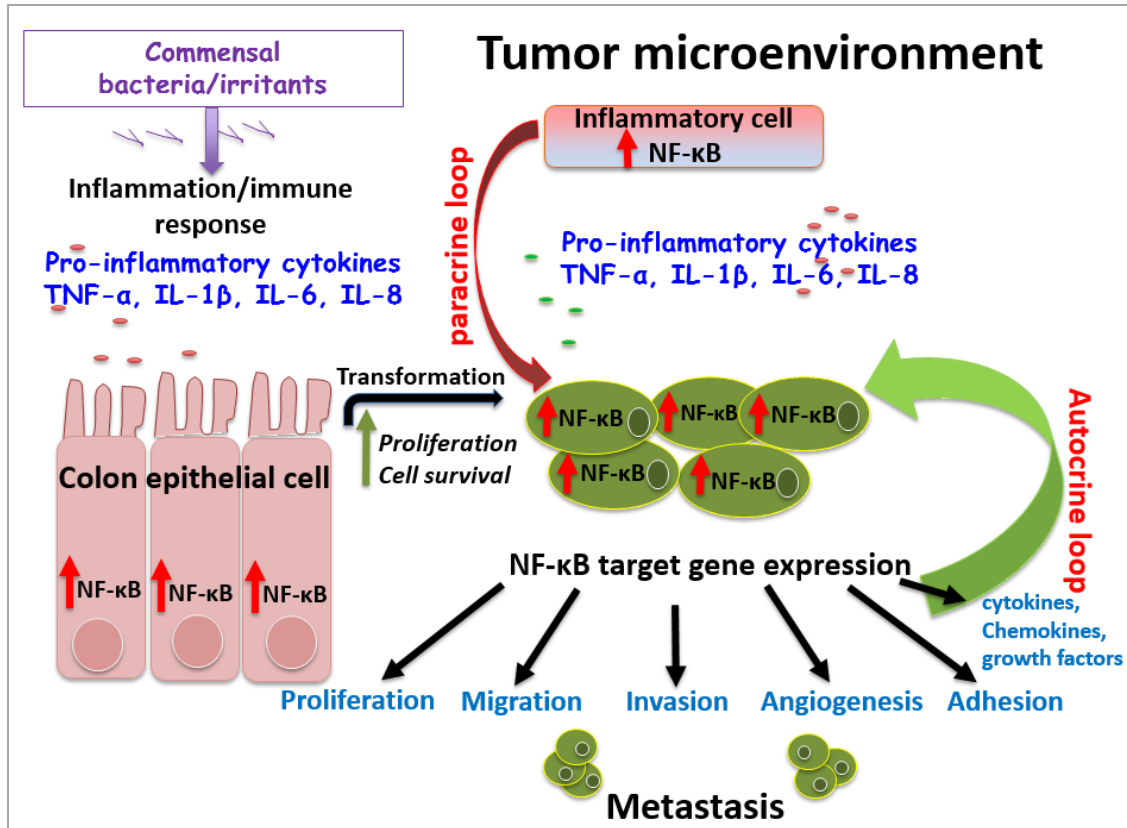 Commensal
bacteria/irritants
Inflammation/immune
response
Pro-inflammatory cytokines
TNF-α, IL-1β, IL-6, IL-8
Tumor microenvironment
Inflammatory cell
NF-κB
paracrine loop
Pro-inflammatory cytokines
TNF-α, IL-1β, IL-6, IL-8
Transformation
Proliferation
Cell survival
Colon epithelial cell
NF-κB
NF-κB
NF-κB
NF-κB
NF-κB
NF-κB
NF-κB
NF-κB
Autocrine loop
NF-κB target gene expression
cytokines,
Chemokines,
growth factors
Proliferation
Migration
Invasion
Angiogenesis
Adhesion
Metastasis